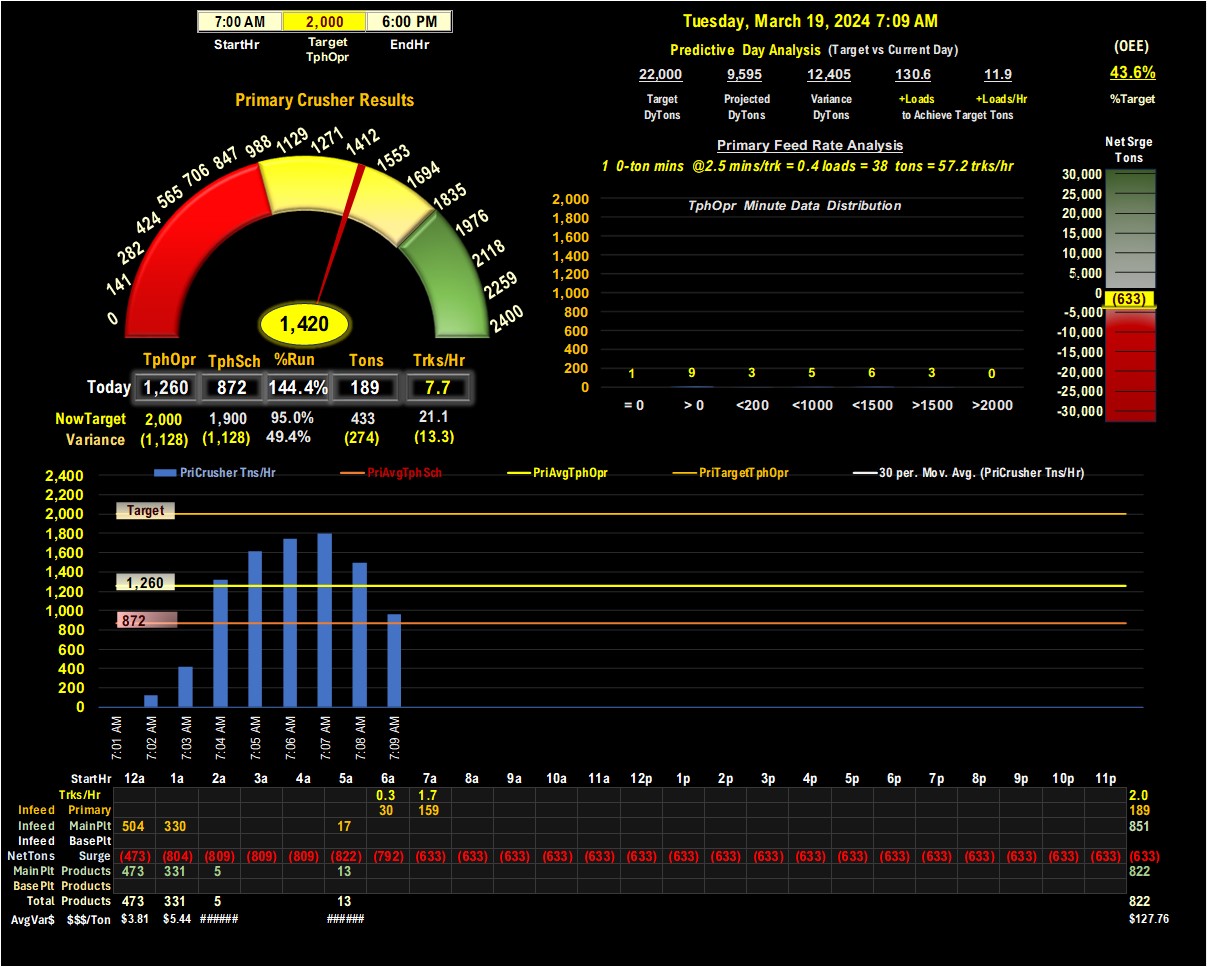 7:00 AM 2,000 6:00 PM
StartHr Target TphOpr EndHr
Tuesday, March 19, 2024 7:09 AM
Predictive Day Analysis (Target vs Current Day)
22,000 9,595 12,405 130.6 11.9
Target DyTons Projected DyTons Variance DyTons +Loads +Loads/Hr
to Achieve Target Tons
(OEE)
43.6%
%Target
Primary Crusher Results
0 141 282 424 565 706 847 988 1129 1271 1412 1553 1694 1835 1976 2118 2259 2400
1,420
TphOpr TphSch %Run Tons Trks/Hr
Today 1,260 872 144.4% 189 7.7
NowTarget 2,000 1,900 95.0% 433 21.1
Variance (1,128) (1,128) 49.4% (274) (13.3)
Primary Feed Rate Analysis
1 0-ton mins @2.5 mins/trk = 0.4 loads = 38 tons = 57.2 trks/hr
TphOpr Minute Data Distribution
2,000
1,800
1,600
1,400
1,200
1,000
800
600
400
200
0
1 9 3 5 6 3 0
= 0 > 0 <200 <1000 <1500 >1500 >2000
Net Srge
Tons
30,000
25,000
20,000
15,000
10,000
5,000
0
(633)
-5,000
-10,000
-15,000
-20,000
-25,000
-30,000
PriCrusher Tns/Hr PriAvgTphSch PriAvgTphOpr PriTargetTphOpr 30 per. Mov. Avg. (PriCrusher Tns/Hr)
2,400
2,200
2,000
1,800
1,600
1,400
1,200
1,000
800
600
400
200
0
Target
1,260
872
7:01 AM 7:02 AM 7:03 AM 7:04 AM 7:05 AM 7:06 AM 7:07 AM 7:08 AM 7:09 AM
StartHr 12a 1a 2a 3a 4a 5a 6a 7a 8a 9a 10a 11a 12p 1p 2p 3p 4p 5p 6p 7p 8p 9p 10p 11p
Trks/Hr 0.3 1.7 2.0
Infeed Primary 30 159 189
Infeed MainPlt 504 330 17 851
Infeed BasePlt
NetTons Surge (473) (804) (809) (809) (809) (822) (792) (633) (633) (633) (633) (633) (633) (633) (633) (633) (633) (633) (633) (633) (633) (633) (633) (633) (633)
MainPlt Products 473 331 5 13 822
BasePlt Products
Total Products 473 331 5 13 822
AvgVar$ $$$/Ton $3.81 $5.44 ###### ###### $127.76